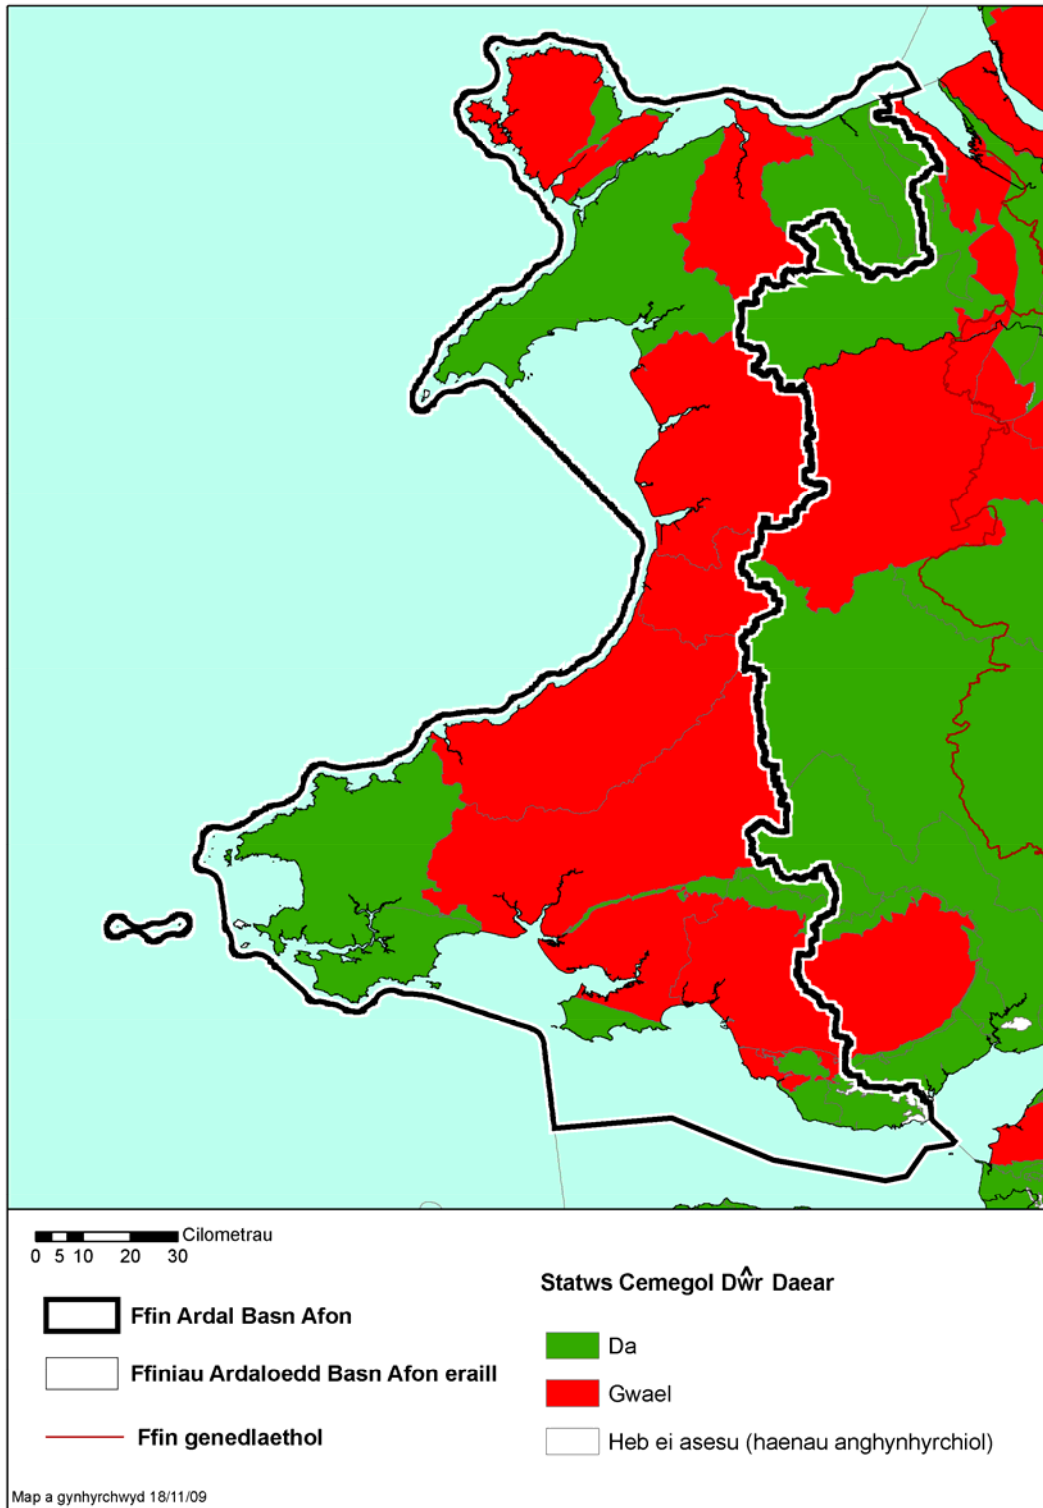 Cilometrau
0 5 10 20 30
Ffin Ardal Basn Afon
Ffiniau Ardaloedd Basn Afon eraill
Ffin genedlaethol
Statws Cemegol Dŵr Daear
Da
Gwael
Heb ei asesu (haenau anghynhyrchiol)
Map a gynhyrchwyd 18/11/09